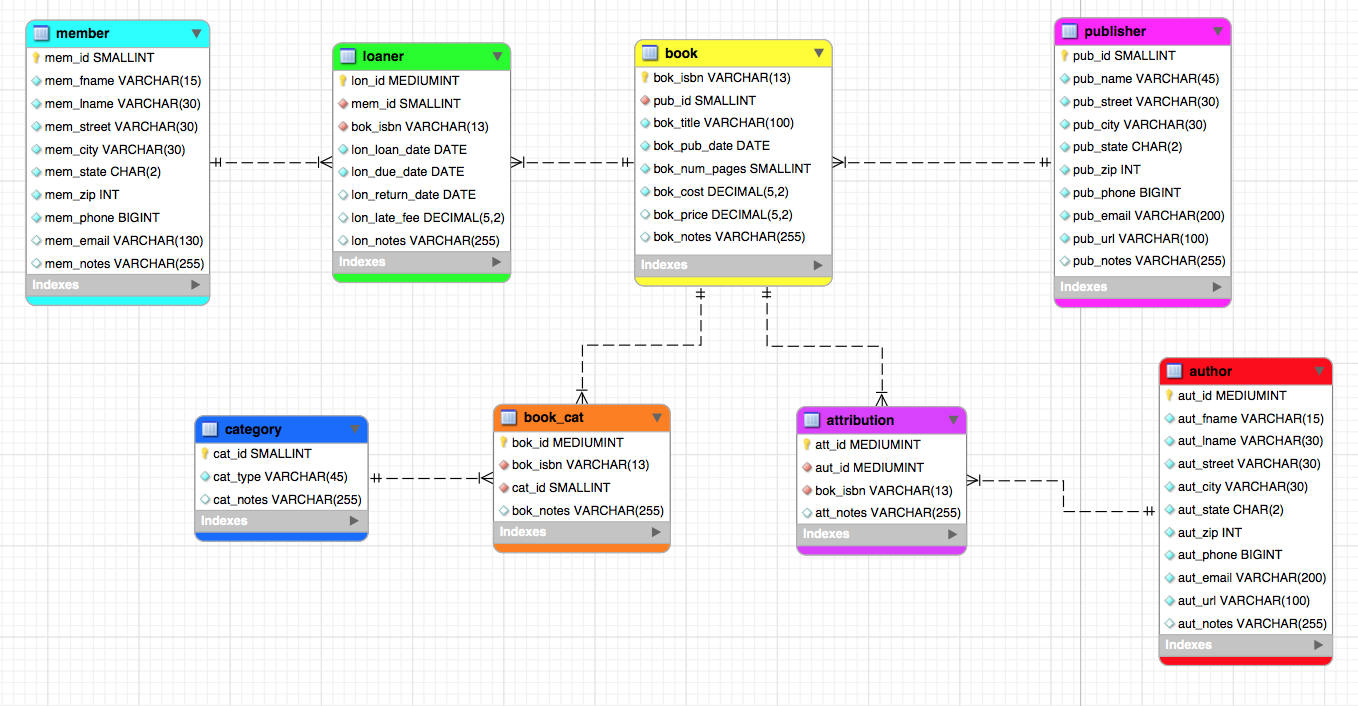 member
mem_id SMALLINT
mem_fname VARCHAR(15)
mem_lname VARCHAR(30)
mem_street VARCHAR(30)
mem_city VARCHAR(30)
mem_state CHAR(2)
mem_zip INT
mem_phone BIGINT
mem_email VARCHAR(130)
mem_notes VARCHAR(255)
Indexes
loaner
lon_id MEDIUMINT
mem_id SMALLINT
bok_isbn VARCHAR(13)
lon_loan_date DATE
lon_due_date DATE
lon_return_date DATE
lon_late_fee DECIMAL(5,2)
lon_notes VARCHAR(255)
Indexes
book
bok_isbn VARCHAR(13)
pub_id SMALLINT
bok_title VARCHAR(100)
bok_pub_date DATE
bok_num_pages SMALLINT
bok_cost DECIMAL(5,2)
bok_price DECIMAL(5,2)
bok_notes VARCHAR(255)
Indexes
publisher
pub_id SMALLINT
pub_name VARCHAR(45)
pub_street VARCHAR(30)
pub_city VARCHAR(30)
pub_state CHAR(2)
pub_zip INT
pub_phone BIGINT
pub_email VARCHAR(200)
pub_url VARCHAR(100)
pub_notes VARCHAR(255)
Indexes
category
cat_id SMALLINT
cat_type VARCHAR(45)
cat_notes VARCHAR(255)
Indexes
book_cat
bok_id MEDIUMINT
bok_isbn VARCHAR(13)
cat_id SMALLINT
bok_notes VARCHAR(255)
Indexes
attribution
att_id MEDIUMINT
aut_id MEDIUMINT
bok_isbn VARCHAR(13)
att_notes VARCHAR(255)
Indexes
author
aut_id MEDIUMINT
aut_fname VARCHAR(15)
aut_lname VARCHAR(30)
aut_street VARCHAR(30)
aut_city VARCHAR(30)
aut_state CHAR(2)
aut_zip INT
aut_phone BIGINT
aut_email VARCHAR(200)
aut_url VARCHAR(100)
aut_notes VARCHAR(255)
Indexes